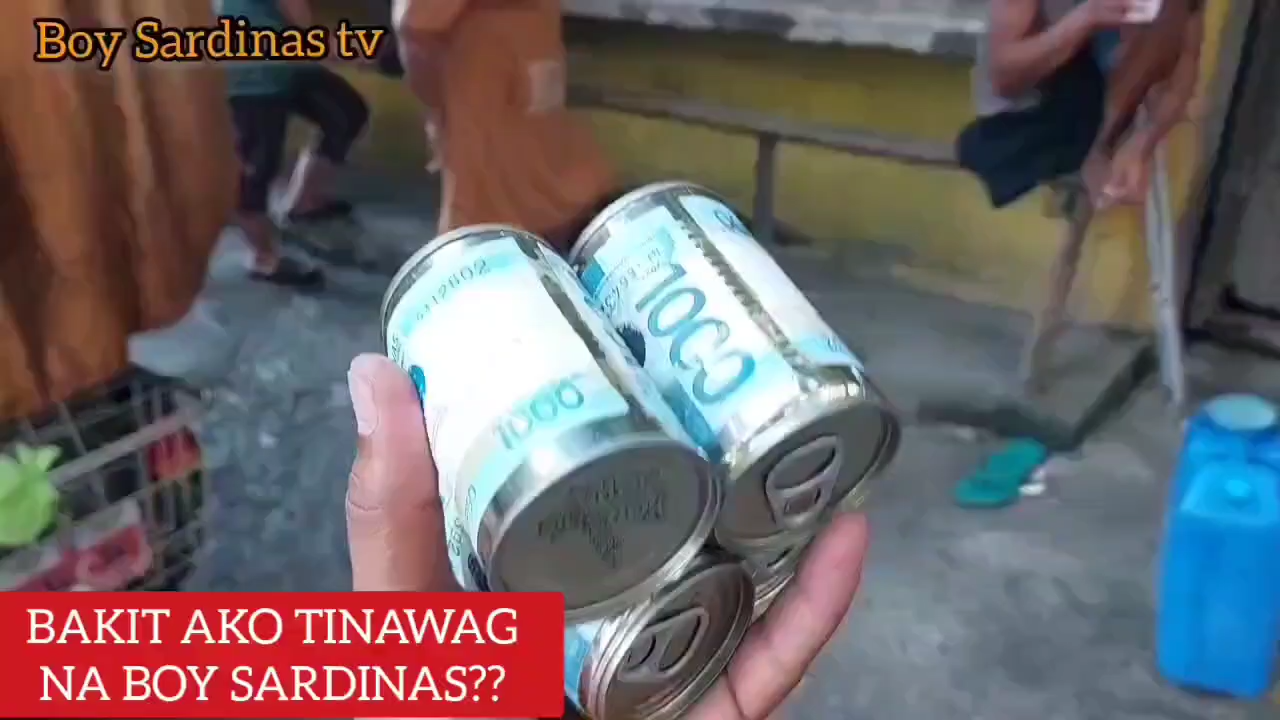 Boy Sardinas tv
1000
1000
BAKIT AKO TINAWAG
NA BOY SARDINAS??